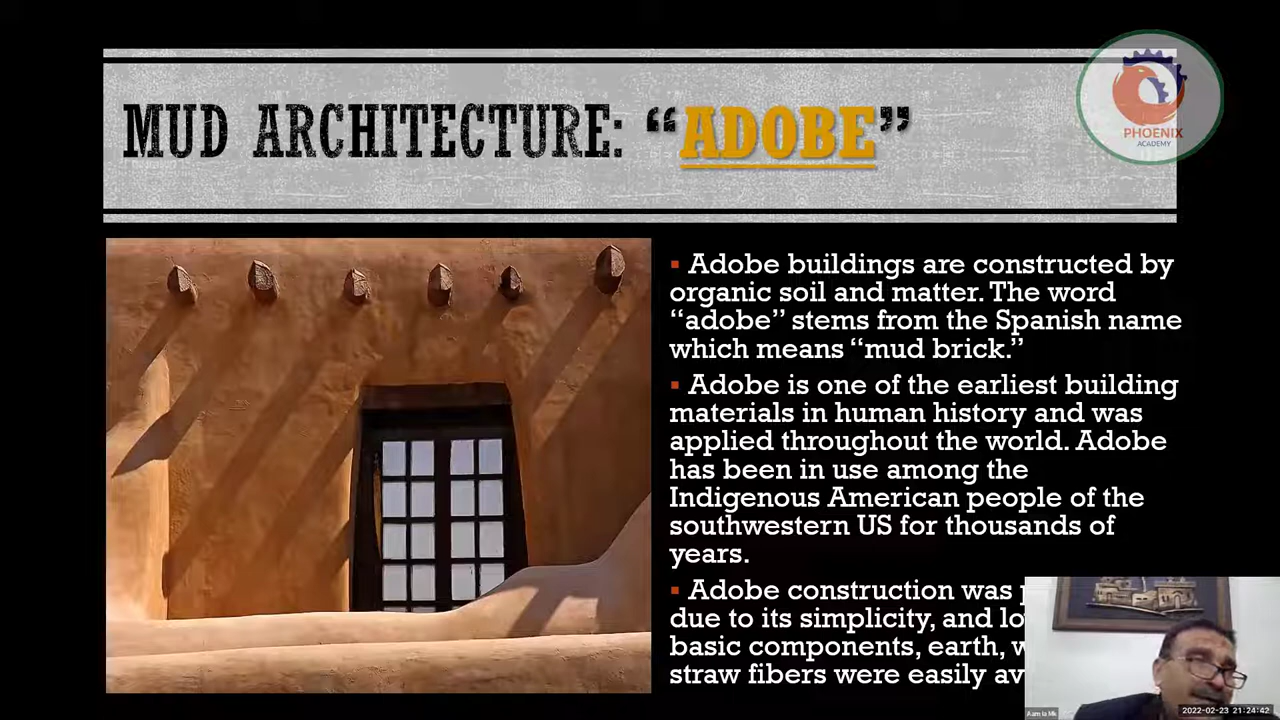 MUD ARCHITECTURE: “ADOBE”
PHOENIX
ACADEMY
▪ Adobe buildings are constructed by
organic soil and matter. The word
“adobe” stems from the Spanish name
which means “mud brick.”
▪ Adobe is one of the earliest building
materials in human history and was
applied throughout the world. Adobe
has been in use among the
Indigenous American people of the
southwestern US for thousands of
years.
▪ Adobe construction was
due to its simplicity, and
basic components, earth,
straw fibers were easily
2022-02-23 21:24:42